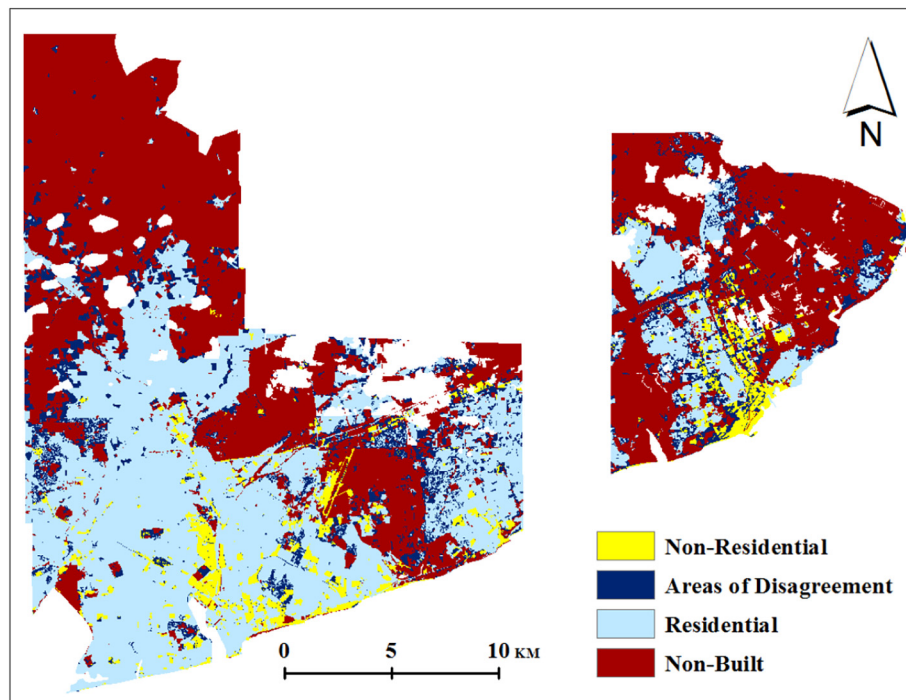 N
Non-Residential
Areas of Disagreement
Residential
Non-Built
0 5 10 KM